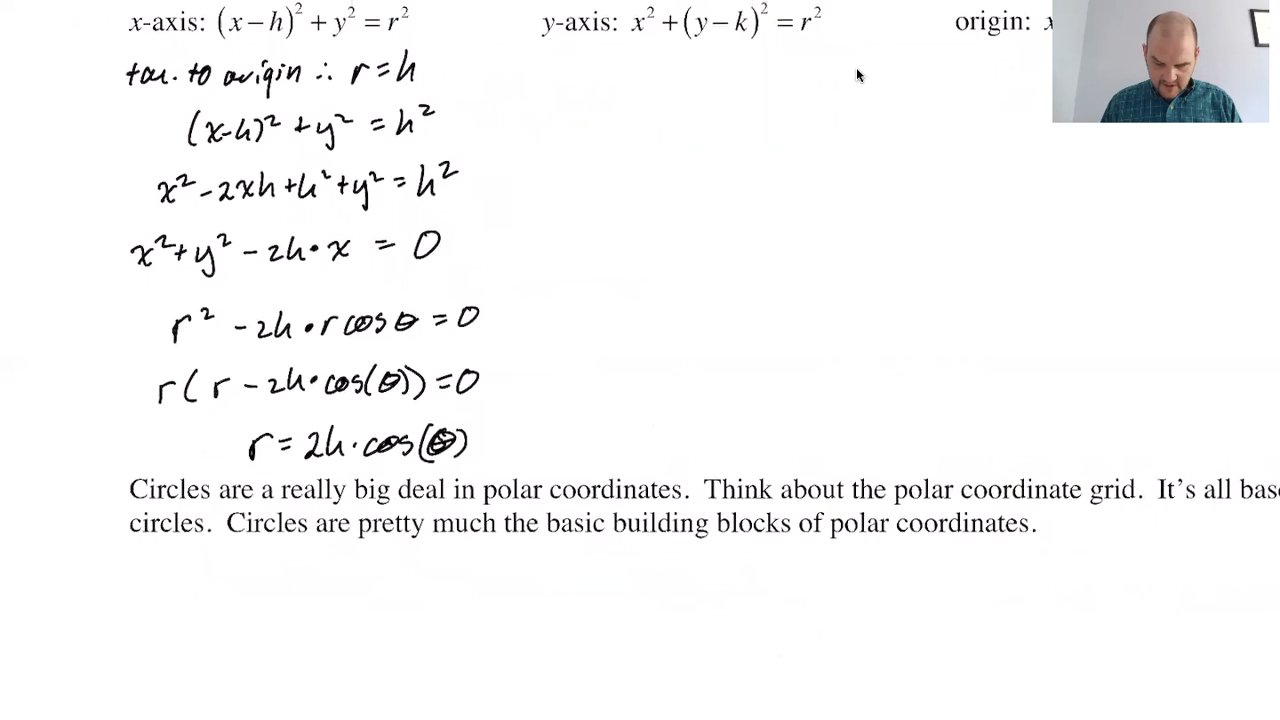 x-axis: (x−h)² + y² = r²
y-axis: x² + (y−k)² = r²
origin: x
tan. to origin ∴ r = h
(x-h)² + y² = h²
x² - 2xh + h² + y² = h²
x² + y² - 2h • x = 0
r² - 2h • r cos θ = 0
r( r - 2h • cos(θ)) = 0
r = 2h • cos(θ)
Circles are a really big deal in polar coordinates. Think about the polar coordinate grid. It’s all
circles. Circles are pretty much the basic building blocks of polar coordinates.